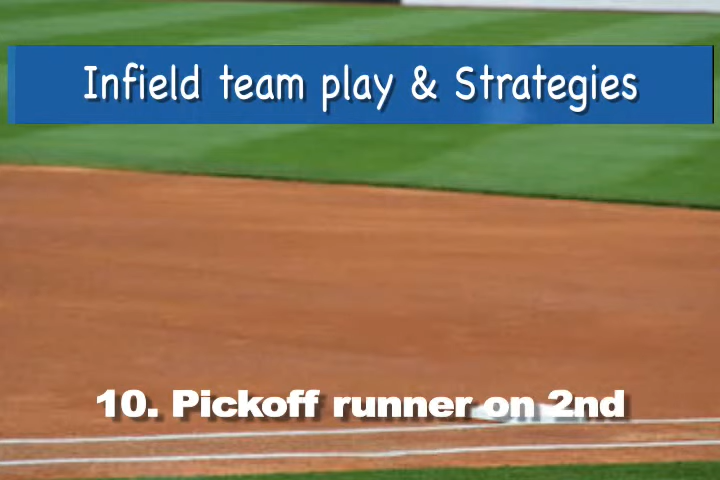 Infield team play & Strategies
10. Pickoff runner on 2nd